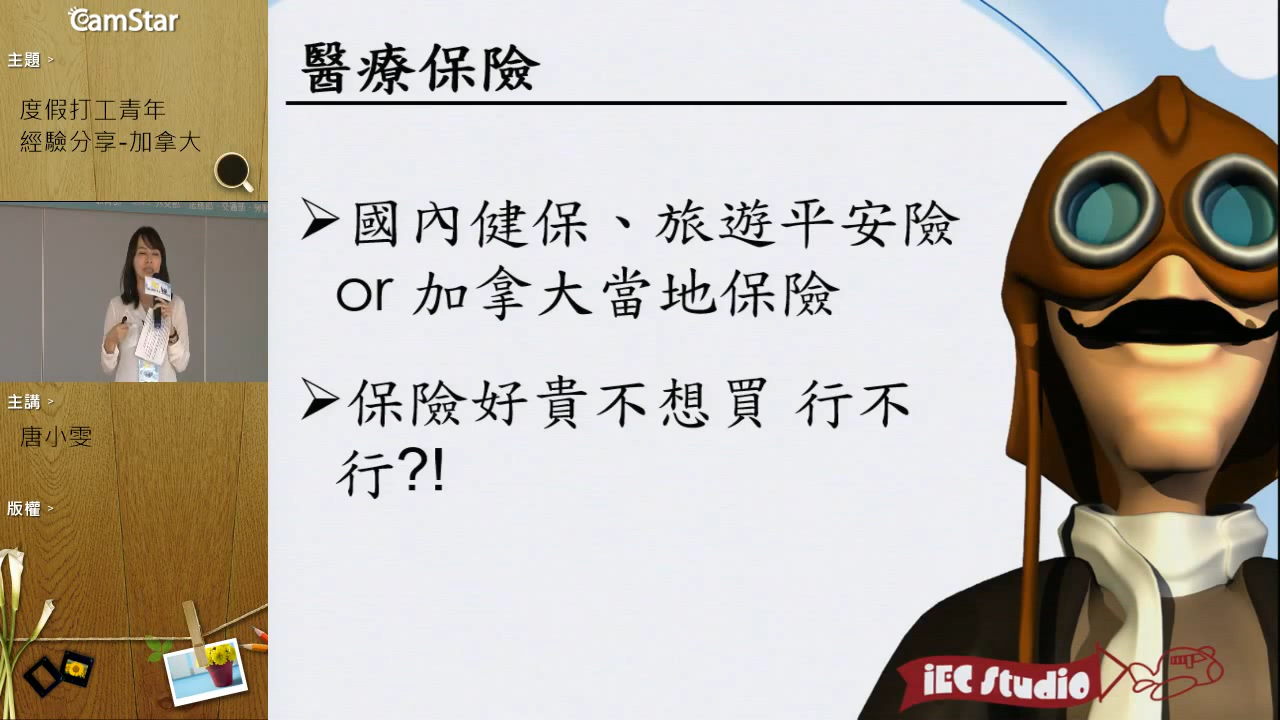 CamStar
主題 >
度假打工青年
經驗分享-加拿大
主講 >
唐小雯
版權 >
醫療保險
➢國內健保、旅遊平安險
or 加拿大當地保險
➢保險好貴不想買 行不
行?!
iEC Studio